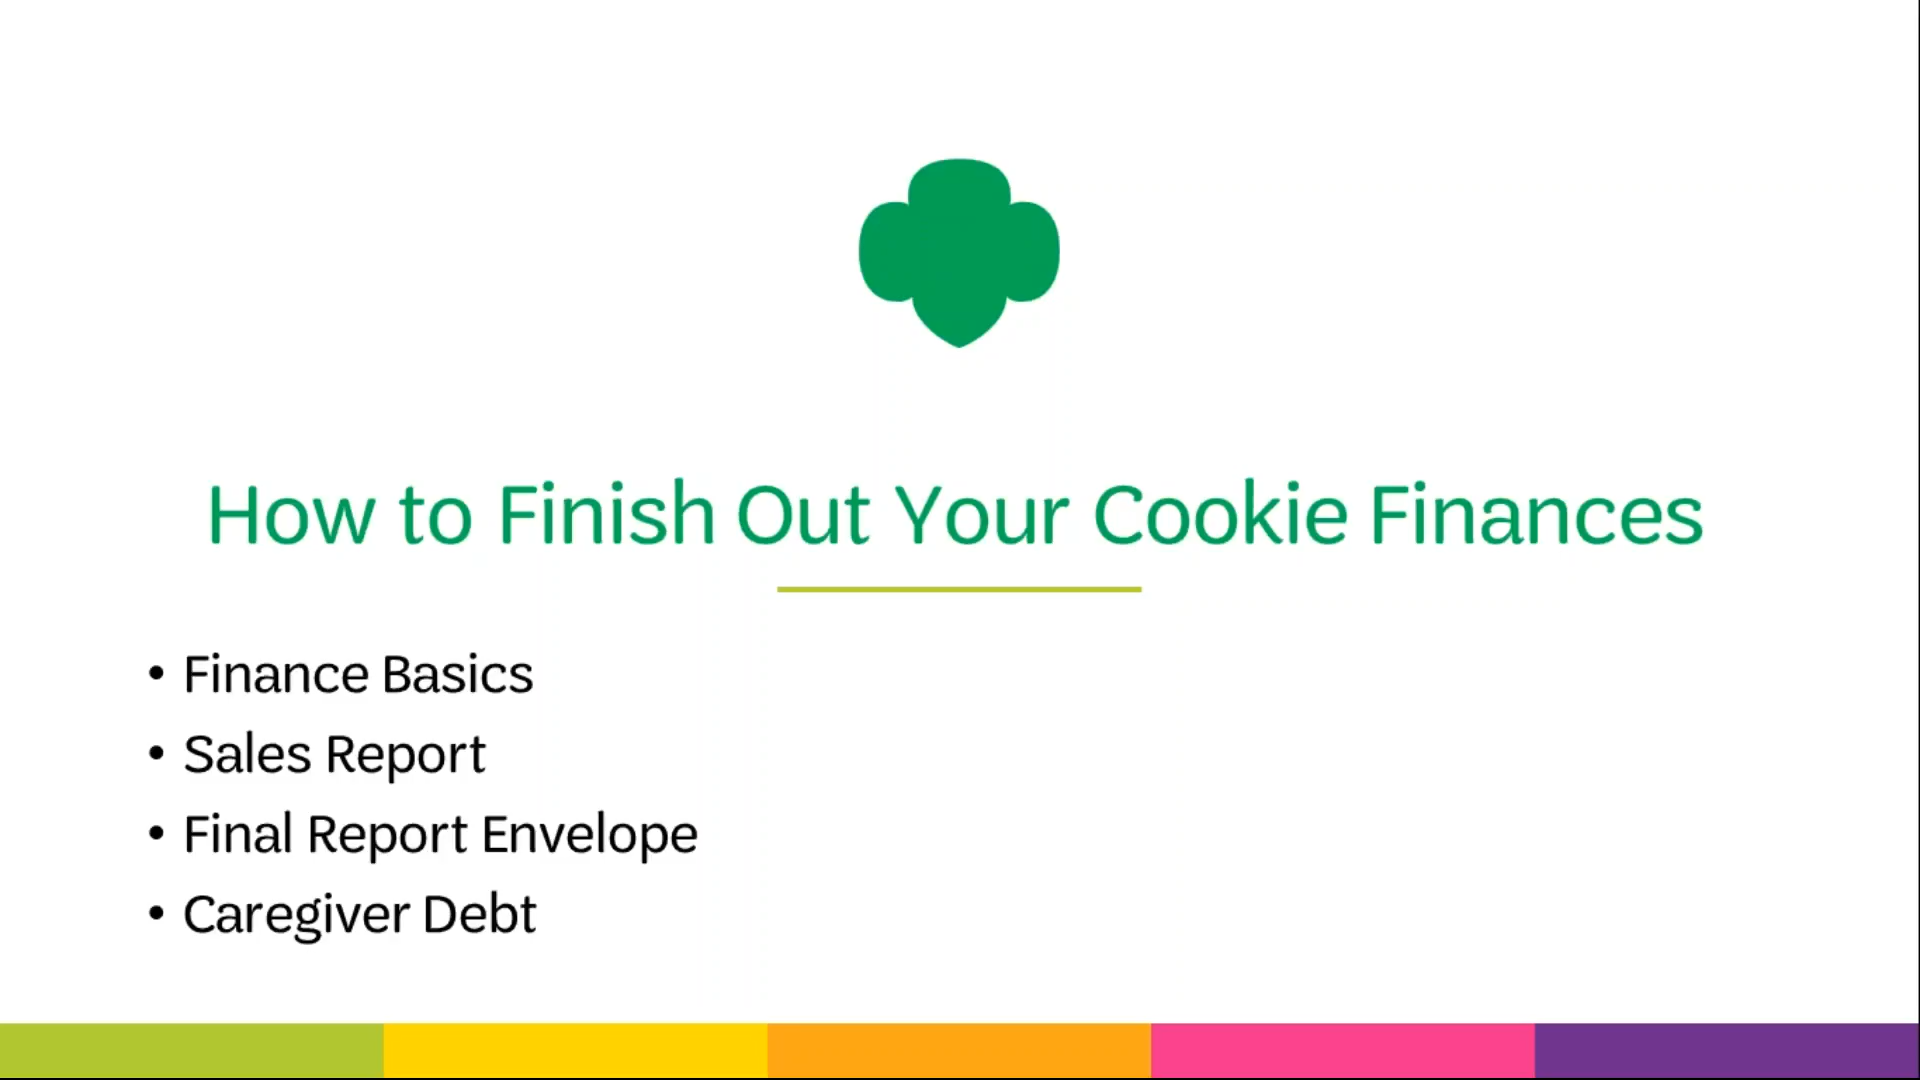 How to Finish Out Your Cookie Finances
• Finance Basics
• Sales Report
• Final Report Envelope
• Caregiver Debt